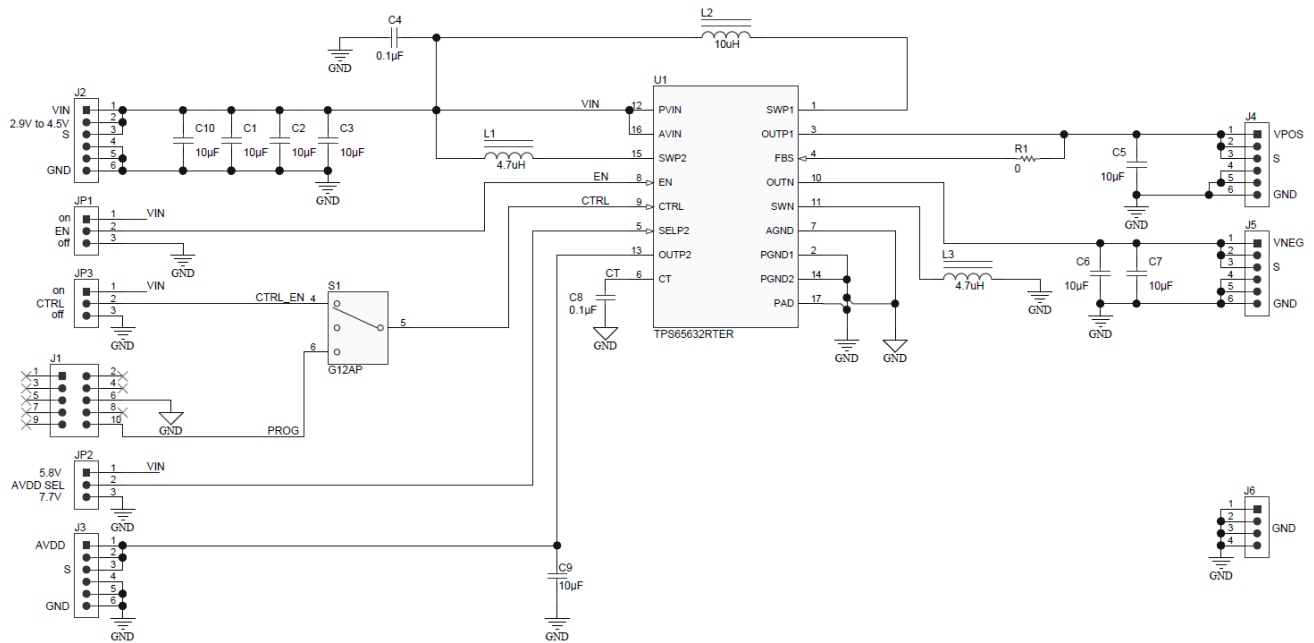 C4
0.1µF
GND
L2
10uH
J2
VIN
2.9V to 4.5V
S
GND
1
2
3
4
5
6
C10
10µF
C1
10µF
C2
10µF
C3
10µF
GND
VIN
L1
4.7uH
U1
12 PVIN
16 AVIN
15 SWP2
8 EN
9 CTRL
5 SELP2
13 OUTP2
6 CT
SWP1 1
OUTP1 3
FBS 4
OUTN 10
SWN 11
AGND 7
PGND1 2
PGND2 14
PAD 17
TPS65632RTER
EN
CTRL
CT
C8
0.1µF
GND
GND
GND
R1
0
C5
10µF
GND
J4
1
2
3
4
5
6
VPOS
S
GND
J5
1
2
3
4
5
6
VNEG
S
GND
C6
10µF
C7
10µF
GND
L3
4.7uH
GND
JP1
on
EN
off
1
2
3
VIN
GND
JP3
on
CTRL
off
1
2
3
VIN
GND
CTRL_EN
S1
4
5
6
G12AP
J1
1
3
5
7
9
2
4
6
8
10
GND
PROG
JP2
5.8V
AVDD SEL
7.7V
1
2
3
VIN
GND
J3
AVDD
S
GND
1
2
3
4
5
6
GND
C9
10µF
GND
J6
1
2
3
4
GND
GND